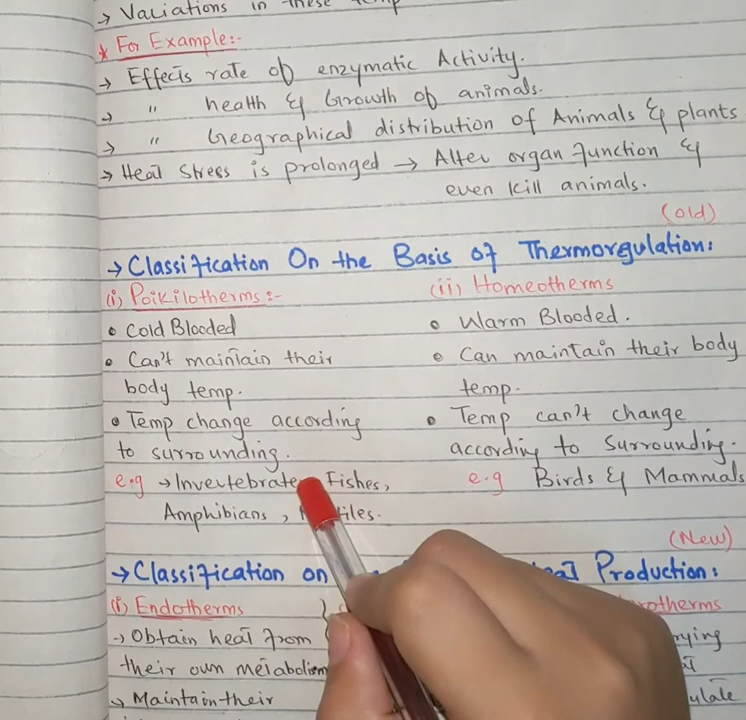 → Variations in these temp
* For Example:-
→ Effects rate of enzymatic Activity.
→ " health & Growth of animals.
→ " Geographical distribution of Animals & plants
→ Heat Stress is prolonged → Alter organ function &
even kill animals.
(old)
→ Classification On the Basis of Thermoregulation:
(i) Poikilotherms :-
• Cold Blooded
• Can't maintain their
body temp.
• Temp change according
to surrounding.
e.g → Invertebrate Fishes,
Amphibians,
(ii) Homeotherms
• Warm Blooded.
• Can maintain their body
temp.
• Temp can't change
according to Surrounding.
e.g Birds & Mammals
(New)
→ Classification on Production:
(i) Endotherms
→ Obtain heat from
their own metabolism
→ Maintain their